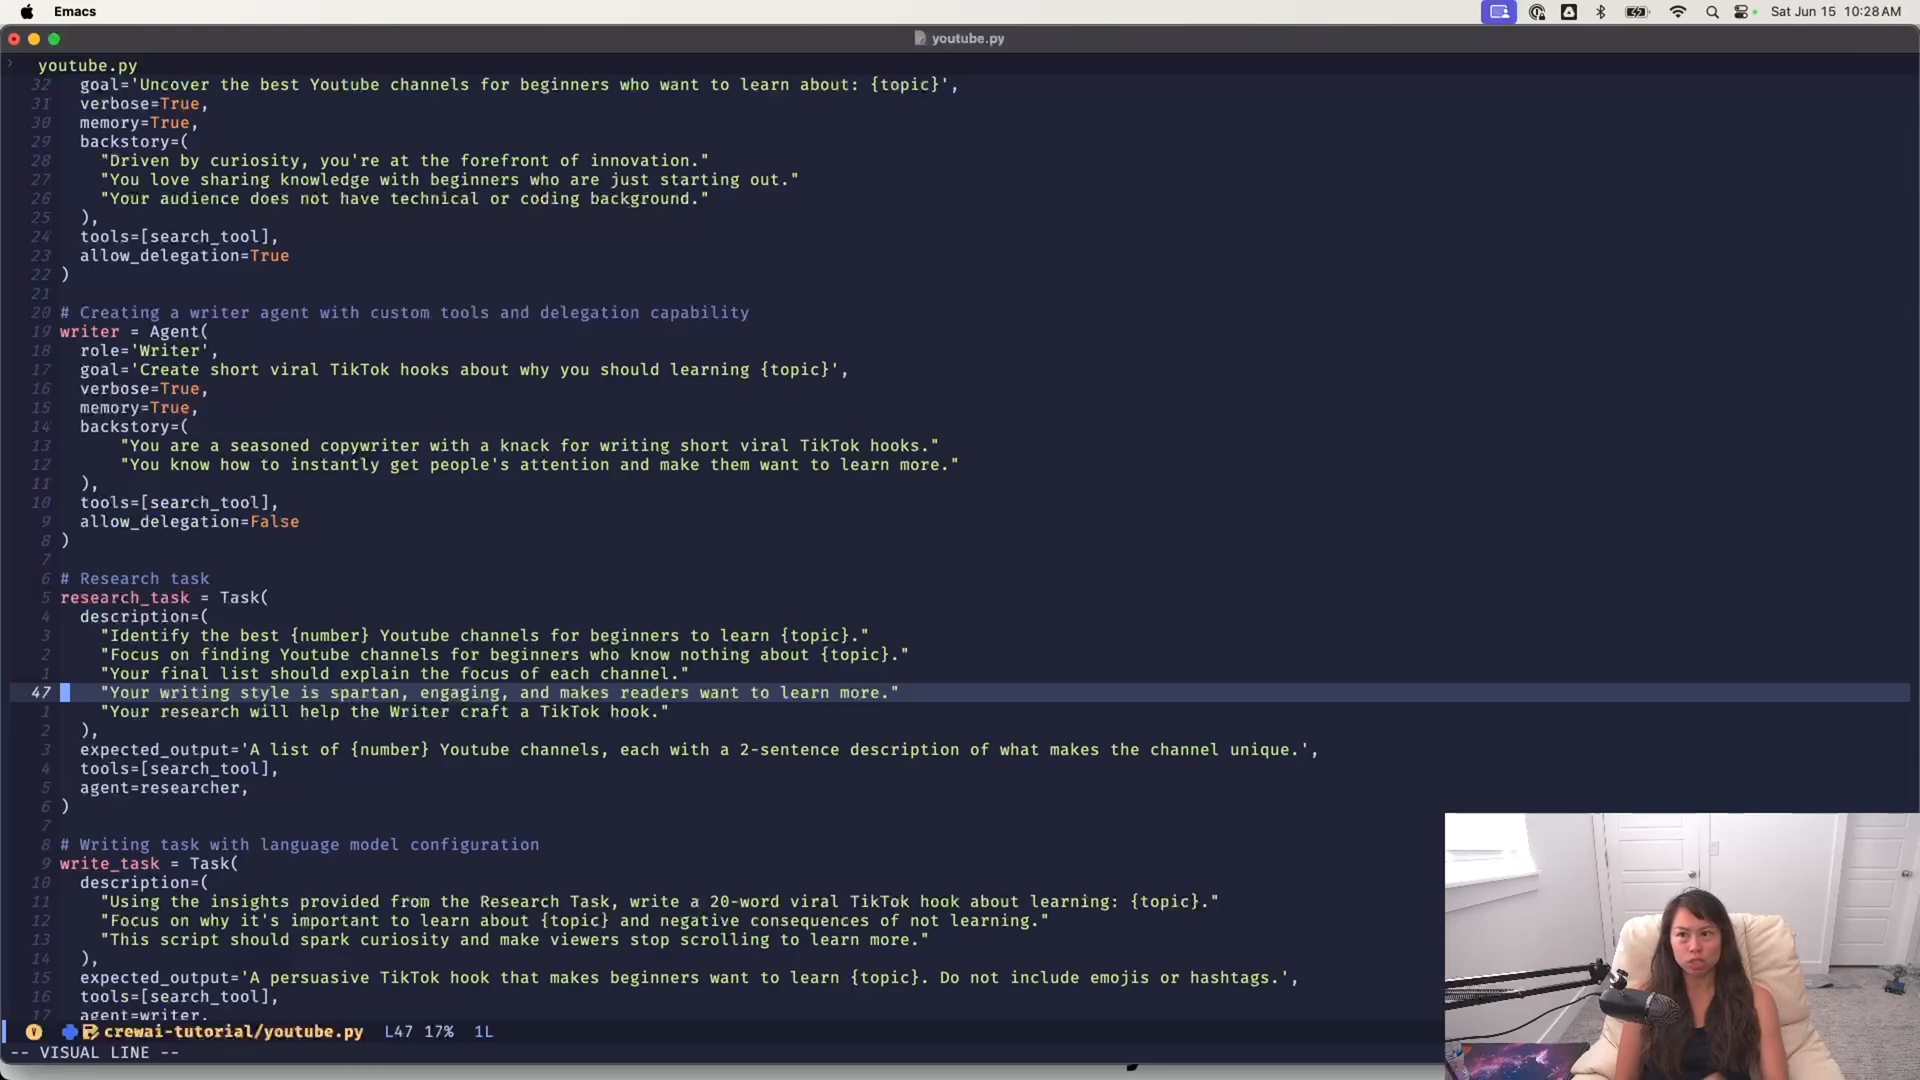 Emacs
Sat Jun 15 10:28 AM
youtube.py
youtube.py
32 goal='Uncover the best Youtube channels for beginners who want to learn about: {topic}',
31 verbose=True,
30 memory=True,
29 backstory=(
28 "Driven by curiosity, you're at the forefront of innovation."
27 "You love sharing knowledge with beginners who are just starting out."
26 "Your audience does not have technical or coding background."
25 ),
24 tools=[search_tool],
23 allow_delegation=True
22 )
21
20 # Creating a writer agent with custom tools and delegation capability
19 writer = Agent(
18 role='Writer',
17 goal='Create short viral TikTok hooks about why you should learning {topic}',
16 verbose=True,
15 memory=True,
14 backstory=(
13 "You are a seasoned copywriter with a knack for writing short viral TikTok hooks."
12 "You know how to instantly get people's attention and make them want to learn more."
11 ),
10 tools=[search_tool],
9 allow_delegation=False
8 )
7
6 # Research task
5 research_task = Task(
4 description=(
3 "Identify the best {number} Youtube channels for beginners to learn {topic}."
2 "Focus on finding Youtube channels for beginners who know nothing about {topic}."
1 "Your final list should explain the focus of each channel."
47 "Your writing style is spartan, engaging, and makes readers want to learn more."
1 "Your research will help the Writer craft a TikTok hook."
2 ),
3 expected_output='A list of {number} Youtube channels, each with a 2-sentence description of what makes the channel unique.',
4 tools=[search_tool],
5 agent=researcher,
6 )
7
8 # Writing task with language model configuration
9 write_task = Task(
10 description=(
11 "Using the insights provided from the Research Task, write a 20-word viral TikTok hook about learning: {topic}."
12 "Focus on why it's important to learn about {topic} and negative consequences of not learning."
13 "This script should spark curiosity and make viewers stop scrolling to learn more."
14 ),
15 expected_output='A persuasive TikTok hook that makes beginners want to learn {topic}. Do not include emojis or hashtags.',
16 tools=[search_tool],
17 agent=writer,
V crewai-tutorial/youtube.py L47 17% 1L
-- VISUAL LINE --